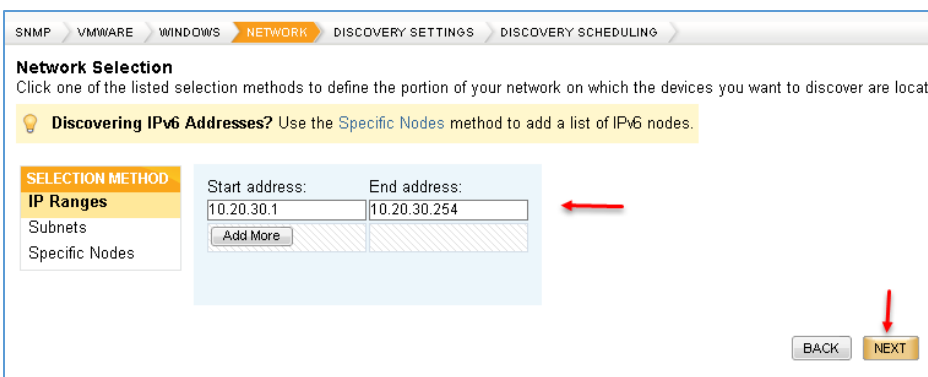 SNMP VMWARE WINDOWS NETWORK DISCOVERY SETTINGS DISCOVERY SCHEDULING
Network Selection
Click one of the listed selection methods to define the portion of your network on which the devices you want to discover are locat
Discovering IPv6 Addresses? Use the Specific Nodes method to add a list of IPv6 nodes.
SELECTION METHOD
IP Ranges
Subnets
Specific Nodes
Start address: End address:
10.20.30.1 10.20.30.254
Add More
BACK NEXT